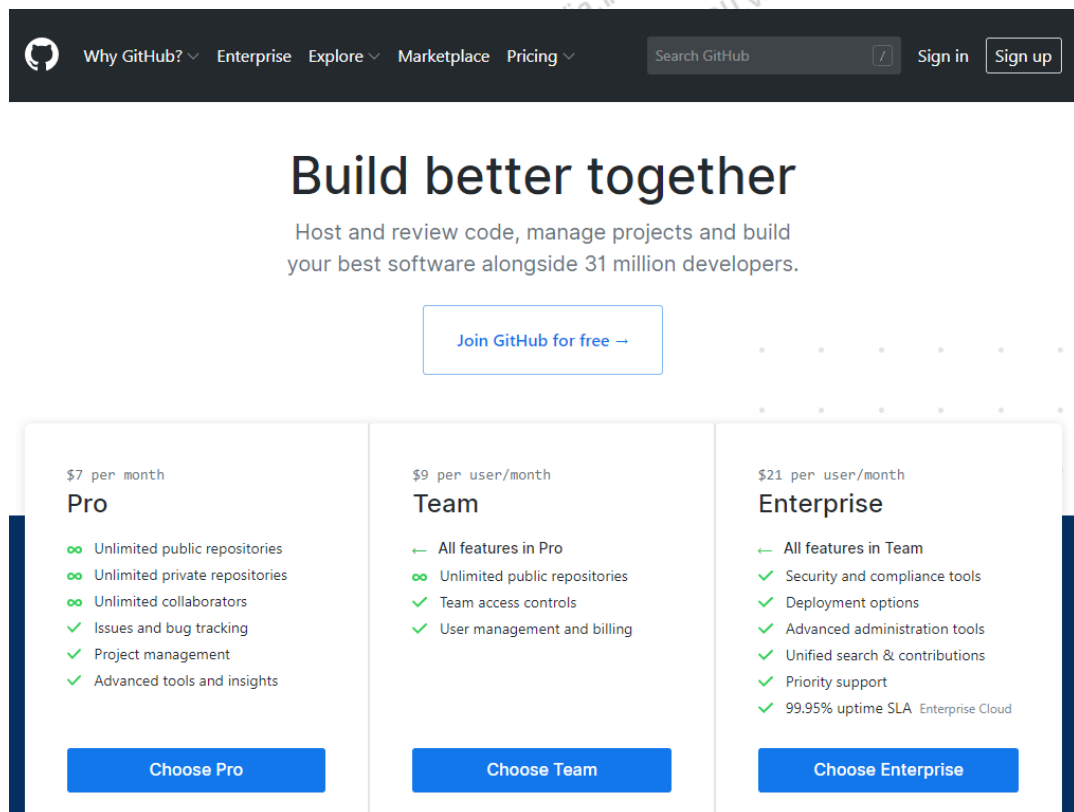 Why GitHub? Enterprise Explore Marketplace Pricing Search GitHub / Sign in Sign up
Build better together
Host and review code, manage projects and build
your best software alongside 31 million developers.
Join GitHub for free →
$7 per month
Pro
∞ Unlimited public repositories
∞ Unlimited private repositories
∞ Unlimited collaborators
✓ Issues and bug tracking
✓ Project management
✓ Advanced tools and insights
Choose Pro
$9 per user/month
Team
← All features in Pro
∞ Unlimited public repositories
✓ Team access controls
✓ User management and billing
Choose Team
$21 per user/month
Enterprise
← All features in Team
✓ Security and compliance tools
✓ Deployment options
✓ Advanced administration tools
✓ Unified search & contributions
✓ Priority support
✓ 99.95% uptime SLA Enterprise Cloud
Choose Enterprise